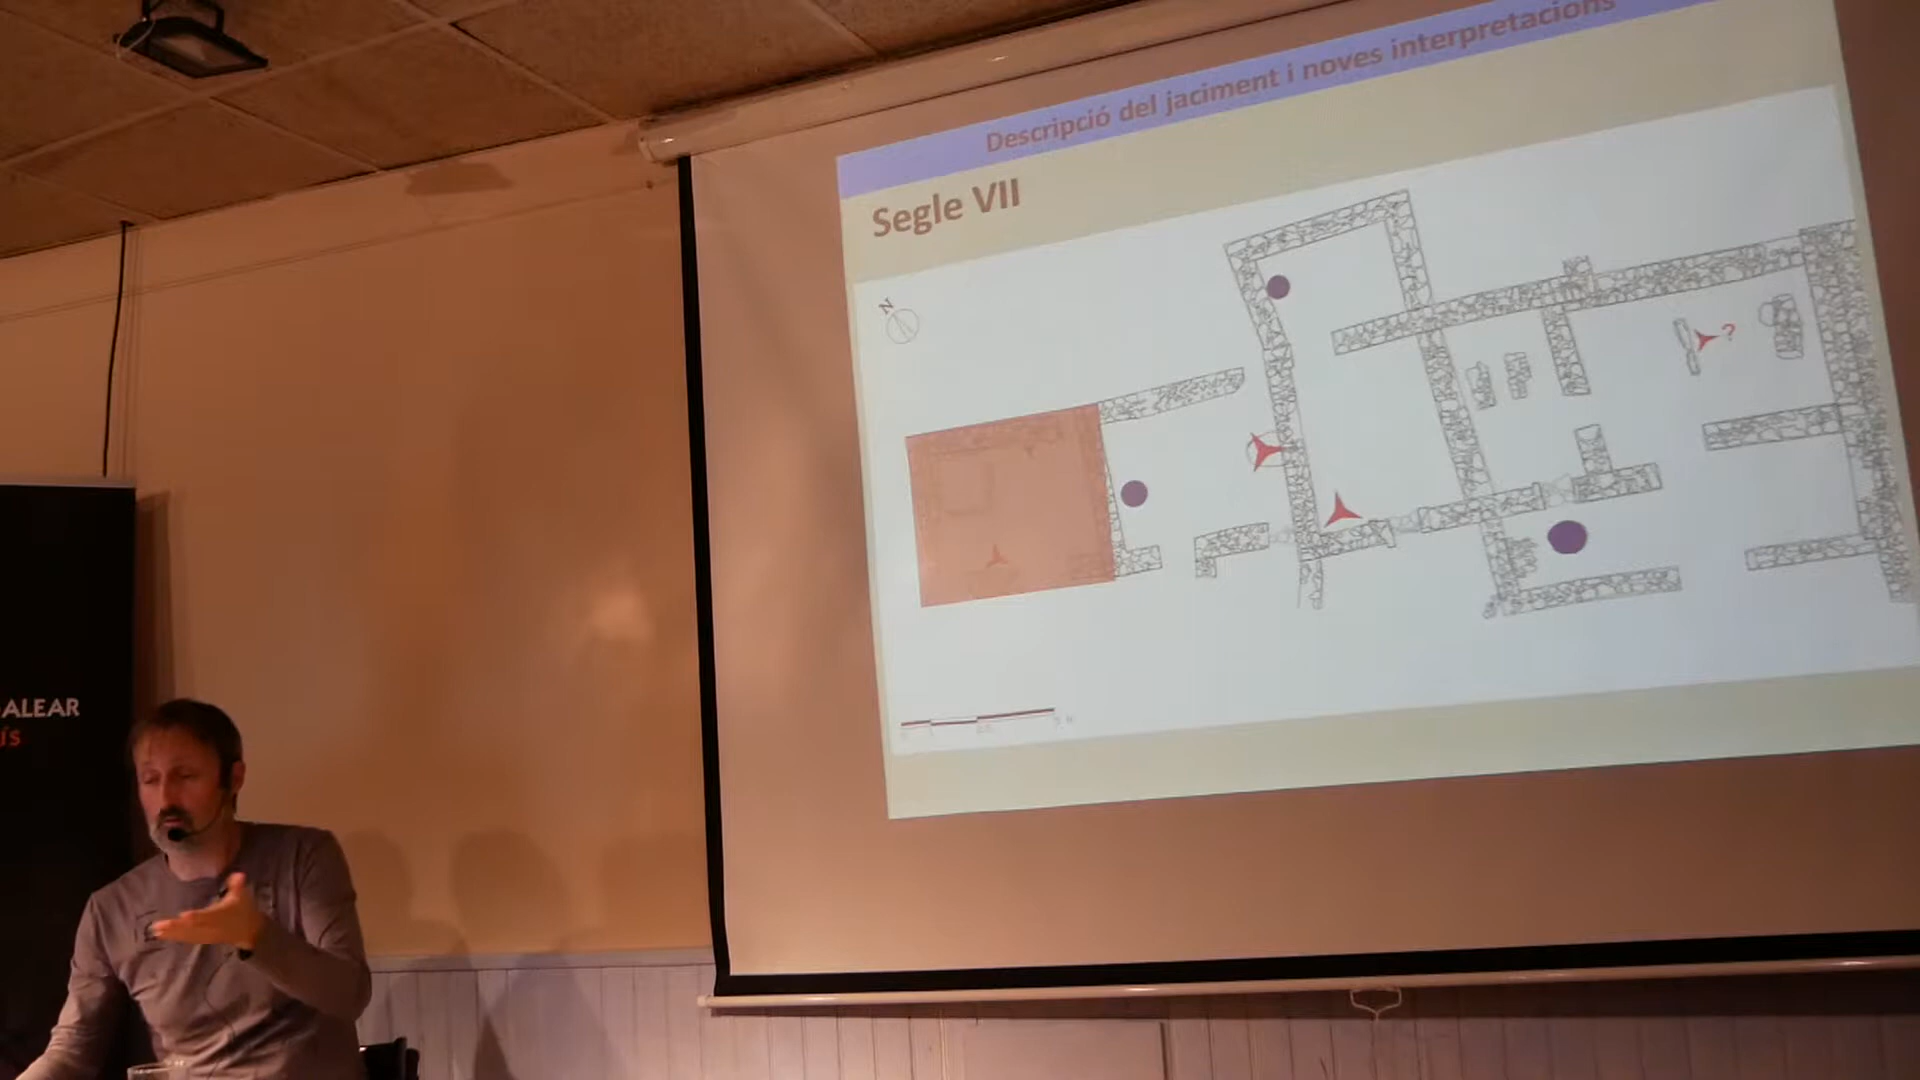 Descripció del jaciment i noves interpretacions
Segle VII
N
?
ALEAR
ís